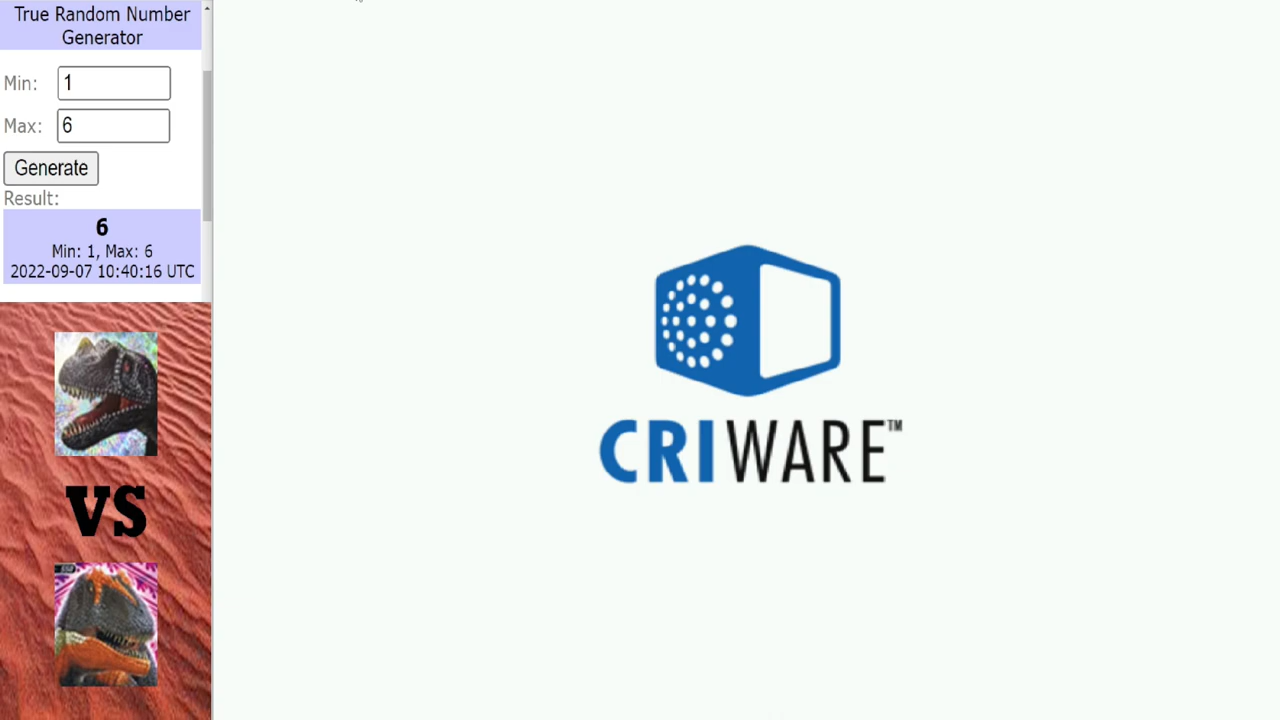 True Random Number
Generator
Min: 1
Max: 6
Generate
Result:
6
Min: 1, Max: 6
2022-09-07 10:40:16 UTC
VS
CRIWARE™